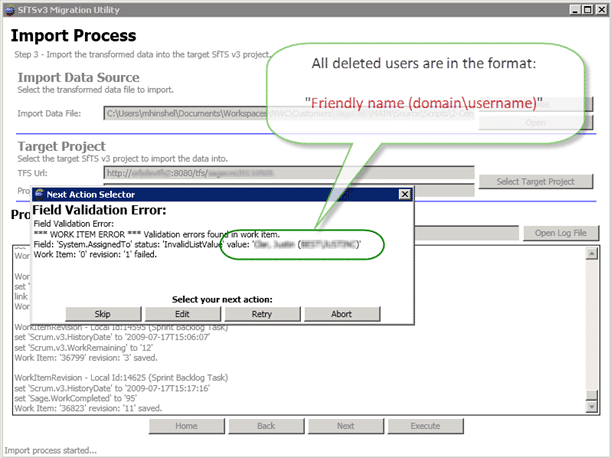 SfTSv3 Migration Utility
Import Process
Step 3 - Import the transformed data into the target SfTS v3 project.
All deleted users are in the format:
"Friendly name (domain\username)"
Import Data Source
Select the transformed data file to import.
Import Data File:
C:\Users\mhinshel\Documents\Workspaces
Open
Target Project
Select the target SfTS v3 project to import the data into.
TFS Url:
http://
:8080/tfs/
Select Target Project
Next Action Selector
Field Validation Error:
Field Validation Error:
*** WORK ITEM ERROR *** Validation errors found in work item.
Field: 'System.AssignedTo' status: 'InvalidListValue' value: '
Work Item: '0' revision: '1' failed.
Select your next action:
Skip
Edit
Retry
Abort
Open Log File
WorkItemRevision - Local Id:14595 (Sprint Backlog Task)
set 'Scrum.v3.HistoryDate' to '2009-07-17T15:06:07'
set 'Scrum.v3.WorkRemaining' to '12'
Work Item: '36799' revision: '3' saved.
WorkItemRevision - Local Id:14625 (Sprint Backlog Task)
set 'Scrum.v3.HistoryDate' to '2009-07-17T15:17:16'
set 'Sage.WorkCompleted' to '95'
Work Item: '36823' revision: '11' saved.
Home
Back
Next
Execute
Import process started...